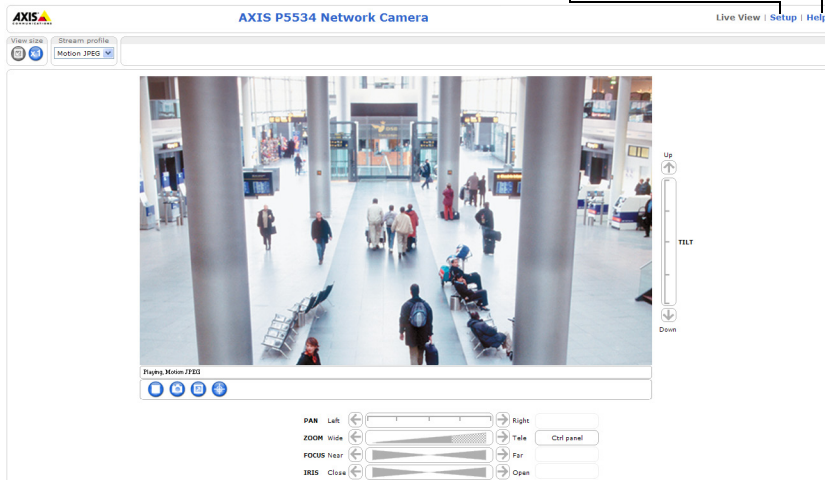 AXIS
COMMUNICATIONS
AXIS P5534 Network Camera
Live View | Setup | Help
View size
Stream profile
Motion JPEG
Up
TILT
Down
Playing, Motion JPEG
PAN Left Right
ZOOM Wide Tele Ctrl panel
FOCUS Near Far
IRIS Close Open